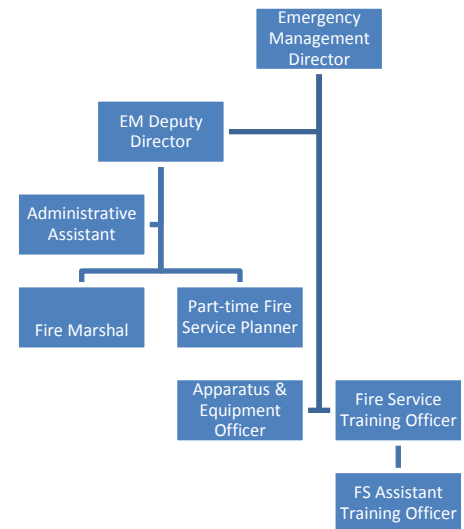 Emergency
Management
Director
EM Deputy
Director
Administrative
Assistant
Fire Marshal
Part-time Fire
Service Planner
Apparatus &
Equipment
Officer
Fire Service
Training Officer
FS Assistant
Training Officer